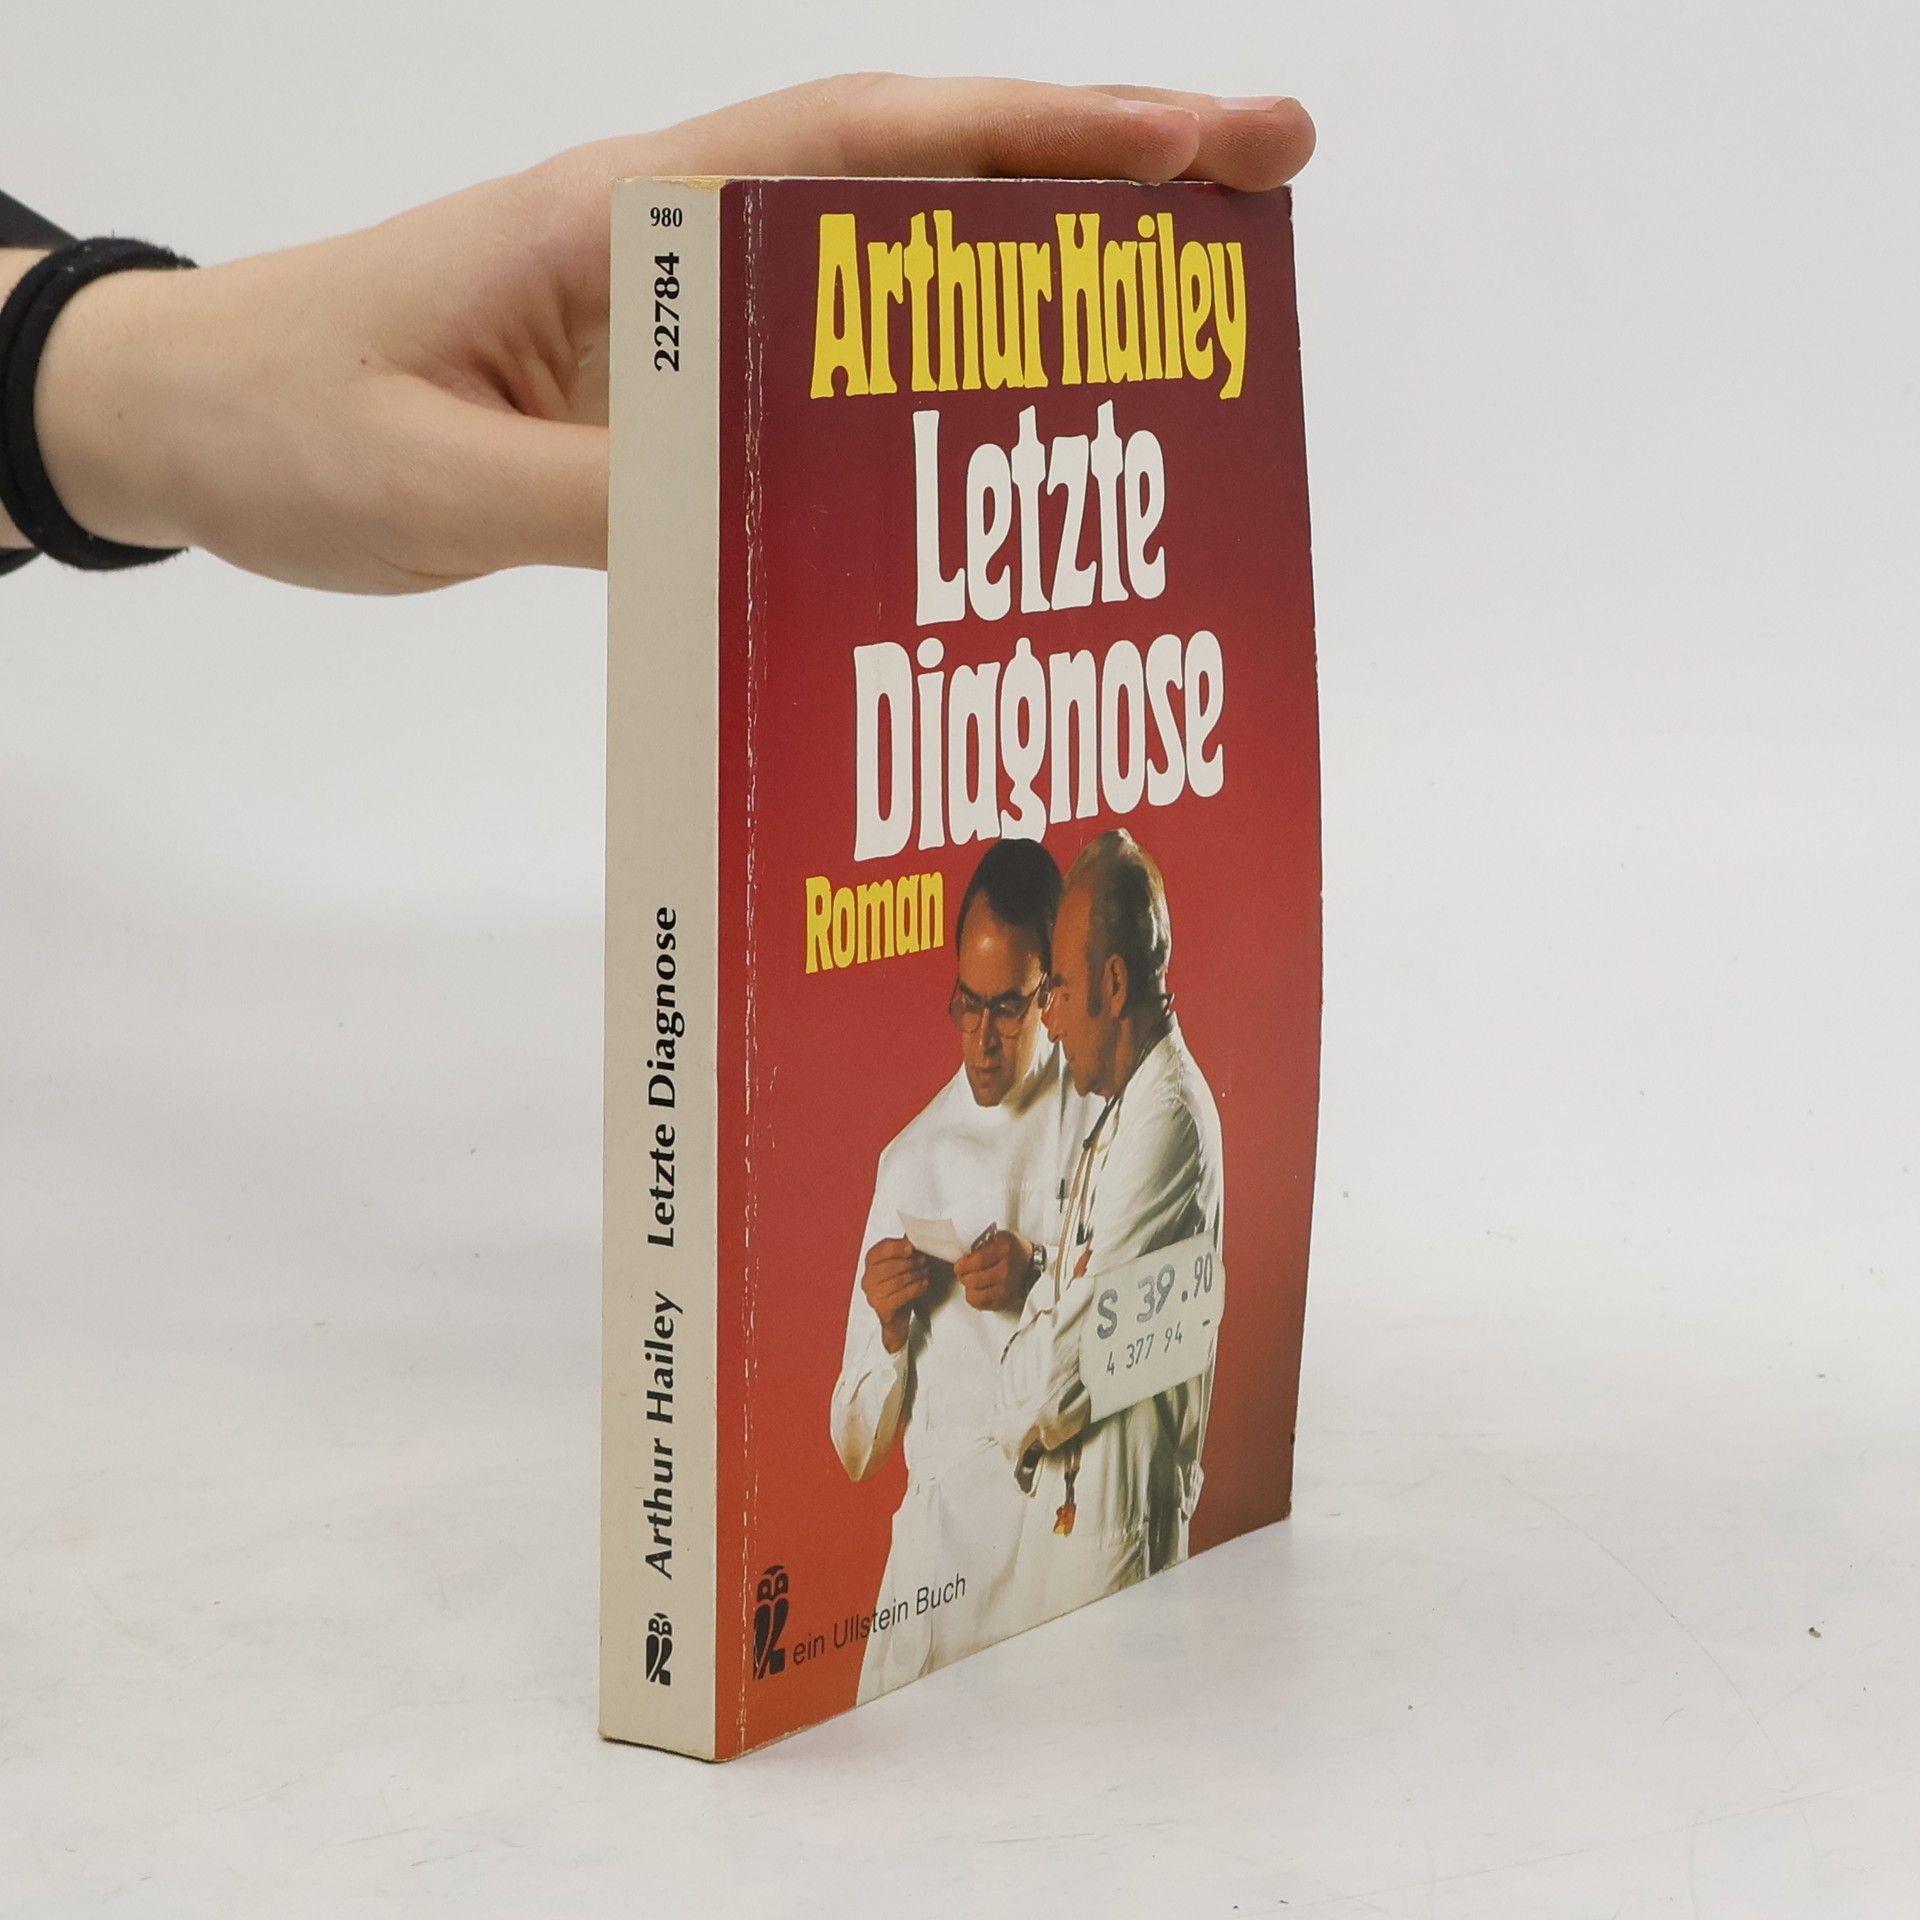 980
22784
Arthur Hailey Letzte Diagnose
Arthur Hailey
Letzte
Diagnose
Roman
S 39.90
4 377 94 -
ein Ullstein Buch